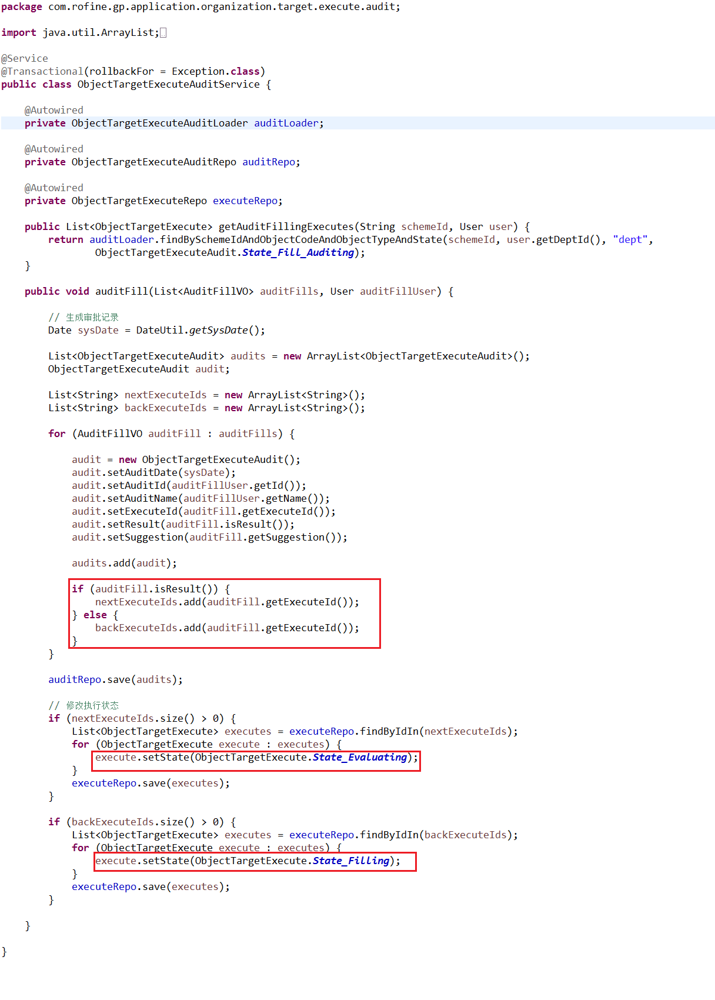 package com.rofine.gp.application.organization.target.execute.audit;
import java.util.ArrayList;
@Service
@Transactional(rollbackFor = Exception.class)
public class ObjectTargetExecuteAuditService {
@Autowired
private ObjectTargetExecuteAuditLoader auditLoader;
@Autowired
private ObjectTargetExecuteAuditRepo auditRepo;
@Autowired
private ObjectTargetExecuteRepo executeRepo;
public List<ObjectTargetExecute> getAuditFillingExecutes(String schemeId, User user) {
return auditLoader.findBySchemeIdAndObjectCodeAndObjectTypeAndState(schemeId, user.getDeptId(), "dept",
ObjectTargetExecuteAudit.State_Fill_Auditing);
}
public void auditFill(List<AuditFillVO> auditFills, User auditFillUser) {
// 生成审批记录
Date sysDate = DateUtil.getSysDate();
List<ObjectTargetExecuteAudit> audits = new ArrayList<ObjectTargetExecuteAudit>();
ObjectTargetExecuteAudit audit;
List<String> nextExecuteIds = new ArrayList<String>();
List<String> backExecuteIds = new ArrayList<String>();
for (AuditFillVO auditFill : auditFills) {
audit = new ObjectTargetExecuteAudit();
audit.setAuditDate(sysDate);
audit.setAuditId(auditFillUser.getId());
audit.setAuditName(auditFillUser.getName());
audit.setExecuteId(auditFill.getExecuteId());
audit.setResult(auditFill.isResult());
audit.setSuggestion(auditFill.getSuggestion());
audits.add(audit);
if (auditFill.isResult()) {
nextExecuteIds.add(auditFill.getExecuteId());
} else {
backExecuteIds.add(auditFill.getExecuteId());
}
}
auditRepo.save(audits);
// 修改执行状态
if (nextExecuteIds.size() > 0) {
List<ObjectTargetExecute> executes = executeRepo.findByIdIn(nextExecuteIds);
for (ObjectTargetExecute execute : executes) {
execute.setState(ObjectTargetExecute.State_Evaluating);
}
executeRepo.save(executes);
}
if (backExecuteIds.size() > 0) {
List<ObjectTargetExecute> executes = executeRepo.findByIdIn(backExecuteIds);
for (ObjectTargetExecute execute : executes) {
execute.setState(ObjectTargetExecute.State_Filling);
}
executeRepo.save(executes);
}
}
}